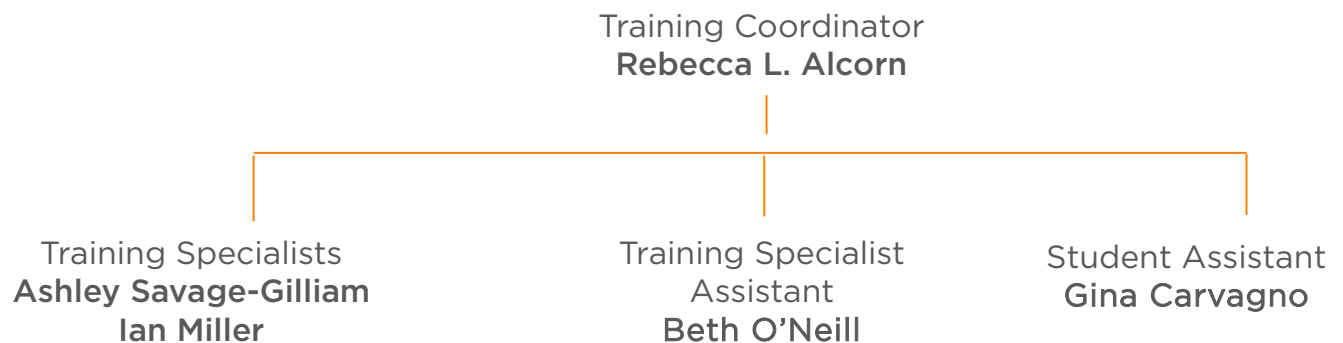 Training Coordinator
Rebecca L. Alcorn
Training Specialists
Ashley Savage-Gilliam
Ian Miller
Training Specialist
Assistant
Beth O’Neill
Student Assistant
Gina Carvagno